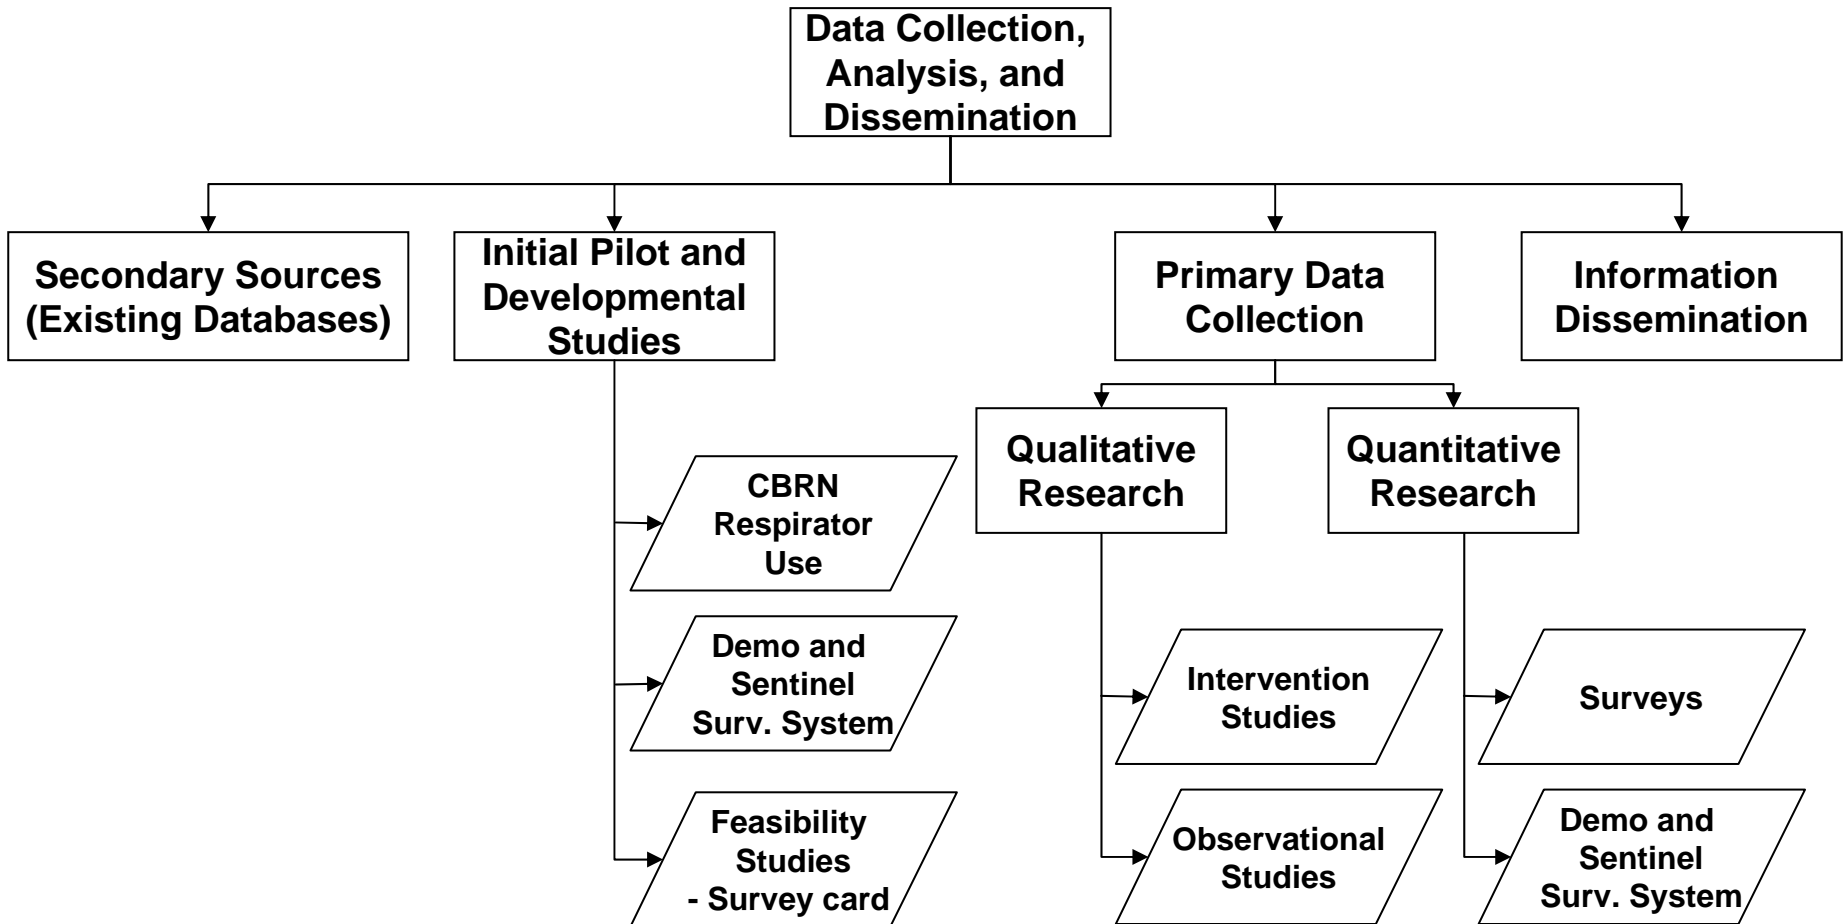 Data Collection,
Analysis, and
Dissemination
Secondary Sources
(Existing Databases)
Initial Pilot and
Developmental
Studies
Primary Data
Collection
Information
Dissemination
Qualitative
Research
Quantitative
Research
CBRN
Respirator
Use
Demo and
Sentinel
Surv. System
Feasibility
Studies
- Survey card
Intervention
Studies
Observational
Studies
Surveys
Demo and
Sentinel
Surv. System